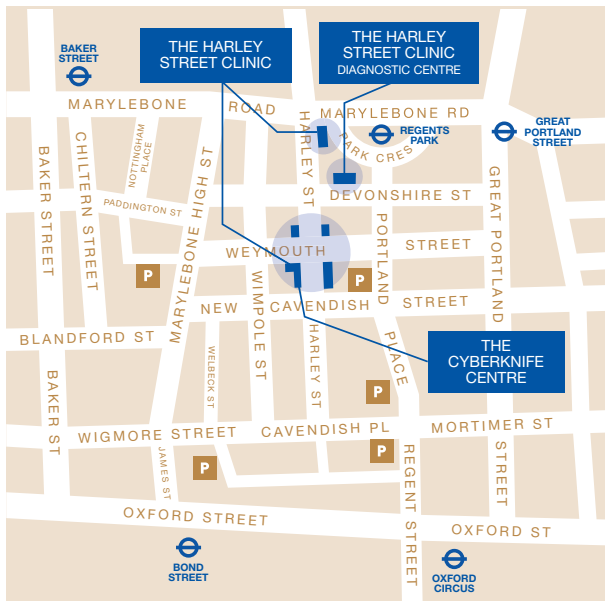 BAKER
STREET
THE HARLEY
STREET CLINIC
THE HARLEY
STREET CLINIC
DIAGNOSTIC CENTRE
MARYLEBONE ROAD
MARYLEBONE RD
REGENTS
PARK
GREAT
PORTLAND
STREET
PARK CRES
NOTTINGHAM
PLACE
CHILTERN STREET
BAKER STREET
HARLEY ST
PADDINGTON ST
MARYLEBONE HIGH ST
DEVONSHIRE ST
GREAT PORTLAND
STREET
WEYMOUTH STREET
PORTLAND
PLACE
P
P
WIMPOLE ST
NEW CAVENDISH STREET
BLANDFORD ST
HARLEY ST
WELBECK ST
THE
CYBERKNIFE
CENTRE
BAKER ST
P
WIGMORE STREET
CAVENDISH PL
MORTIMER ST
JAMES ST
P
P
REGENT STREET
OXFORD STREET
OXFORD ST
BOND
STREET
OXFORD
CIRCUS